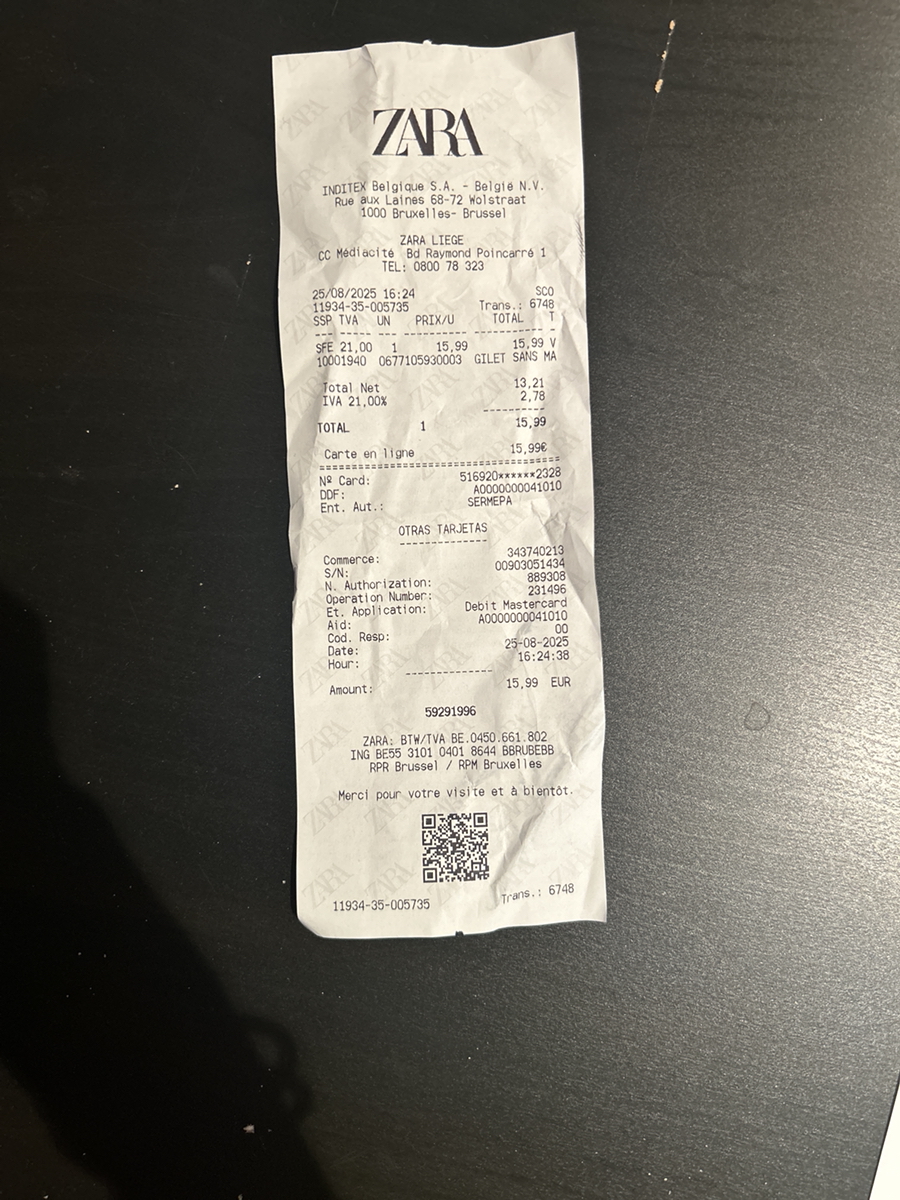 ZARA
INDITEX Belgique S.A. - België N.V.
Rue aux Laines 68-72 Wolstraat
1000 Bruxelles- Brussel
ZARA LIEGE
CC Médiacité Bd Raymond Poincarré 1
TEL: 0800 78 323
25/08/2025 16:24 SCO
11934-35-005735 Trans.: 6748
SSP TVA UN PRIX/U TOTAL T
SFE 21,00 1 15,99 15,99 V
10001940 0677105930003 GILET SANS MA
Total Net 13,21
IVA 21,00% 2,78
TOTAL 1 15,99
Carte en ligne 15,99€
Nº Card: 516920******2328
DDF: A0000000041010
Ent. Aut.: SERMEPA
OTRAS TARJETAS
Commerce: 343740213
S/N: 00903051434
N. Authorization: 889308
Operation Number: 231496
Et. Application: Debit Mastercard
Aid: A0000000041010
Cod. Resp: 00
Date: 25-08-2025
Hour: 16:24:38
Amount: 15,99 EUR
59291996
ZARA: BTW/TVA BE.0450.661.802
ING BE55 3101 0401 8644 BBRUBEBB
RPR Brussel / RPM Bruxelles
Merci pour votre visite et à bientôt.
11934-35-005735 Trans.: 6748